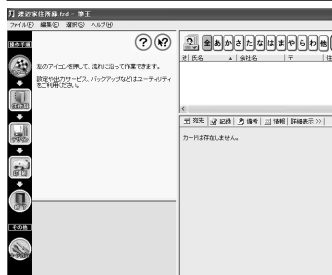 渡辺家住所録.frd - 筆王
ファイル(F) 編集(E) 選択(S) ヘルプ(H)
操作手順
左のアイコンを押して、流れに沿って作業できます。
設定や出力サービス、バックアップなどはユーティリティをご利用ください。
その他
全 あ か さ た な は ま や ら わ 他
氏名 ▲ 会社名 〒 住
宛先 記録 備考 情報 詳細表示>>
カードは存在しません。